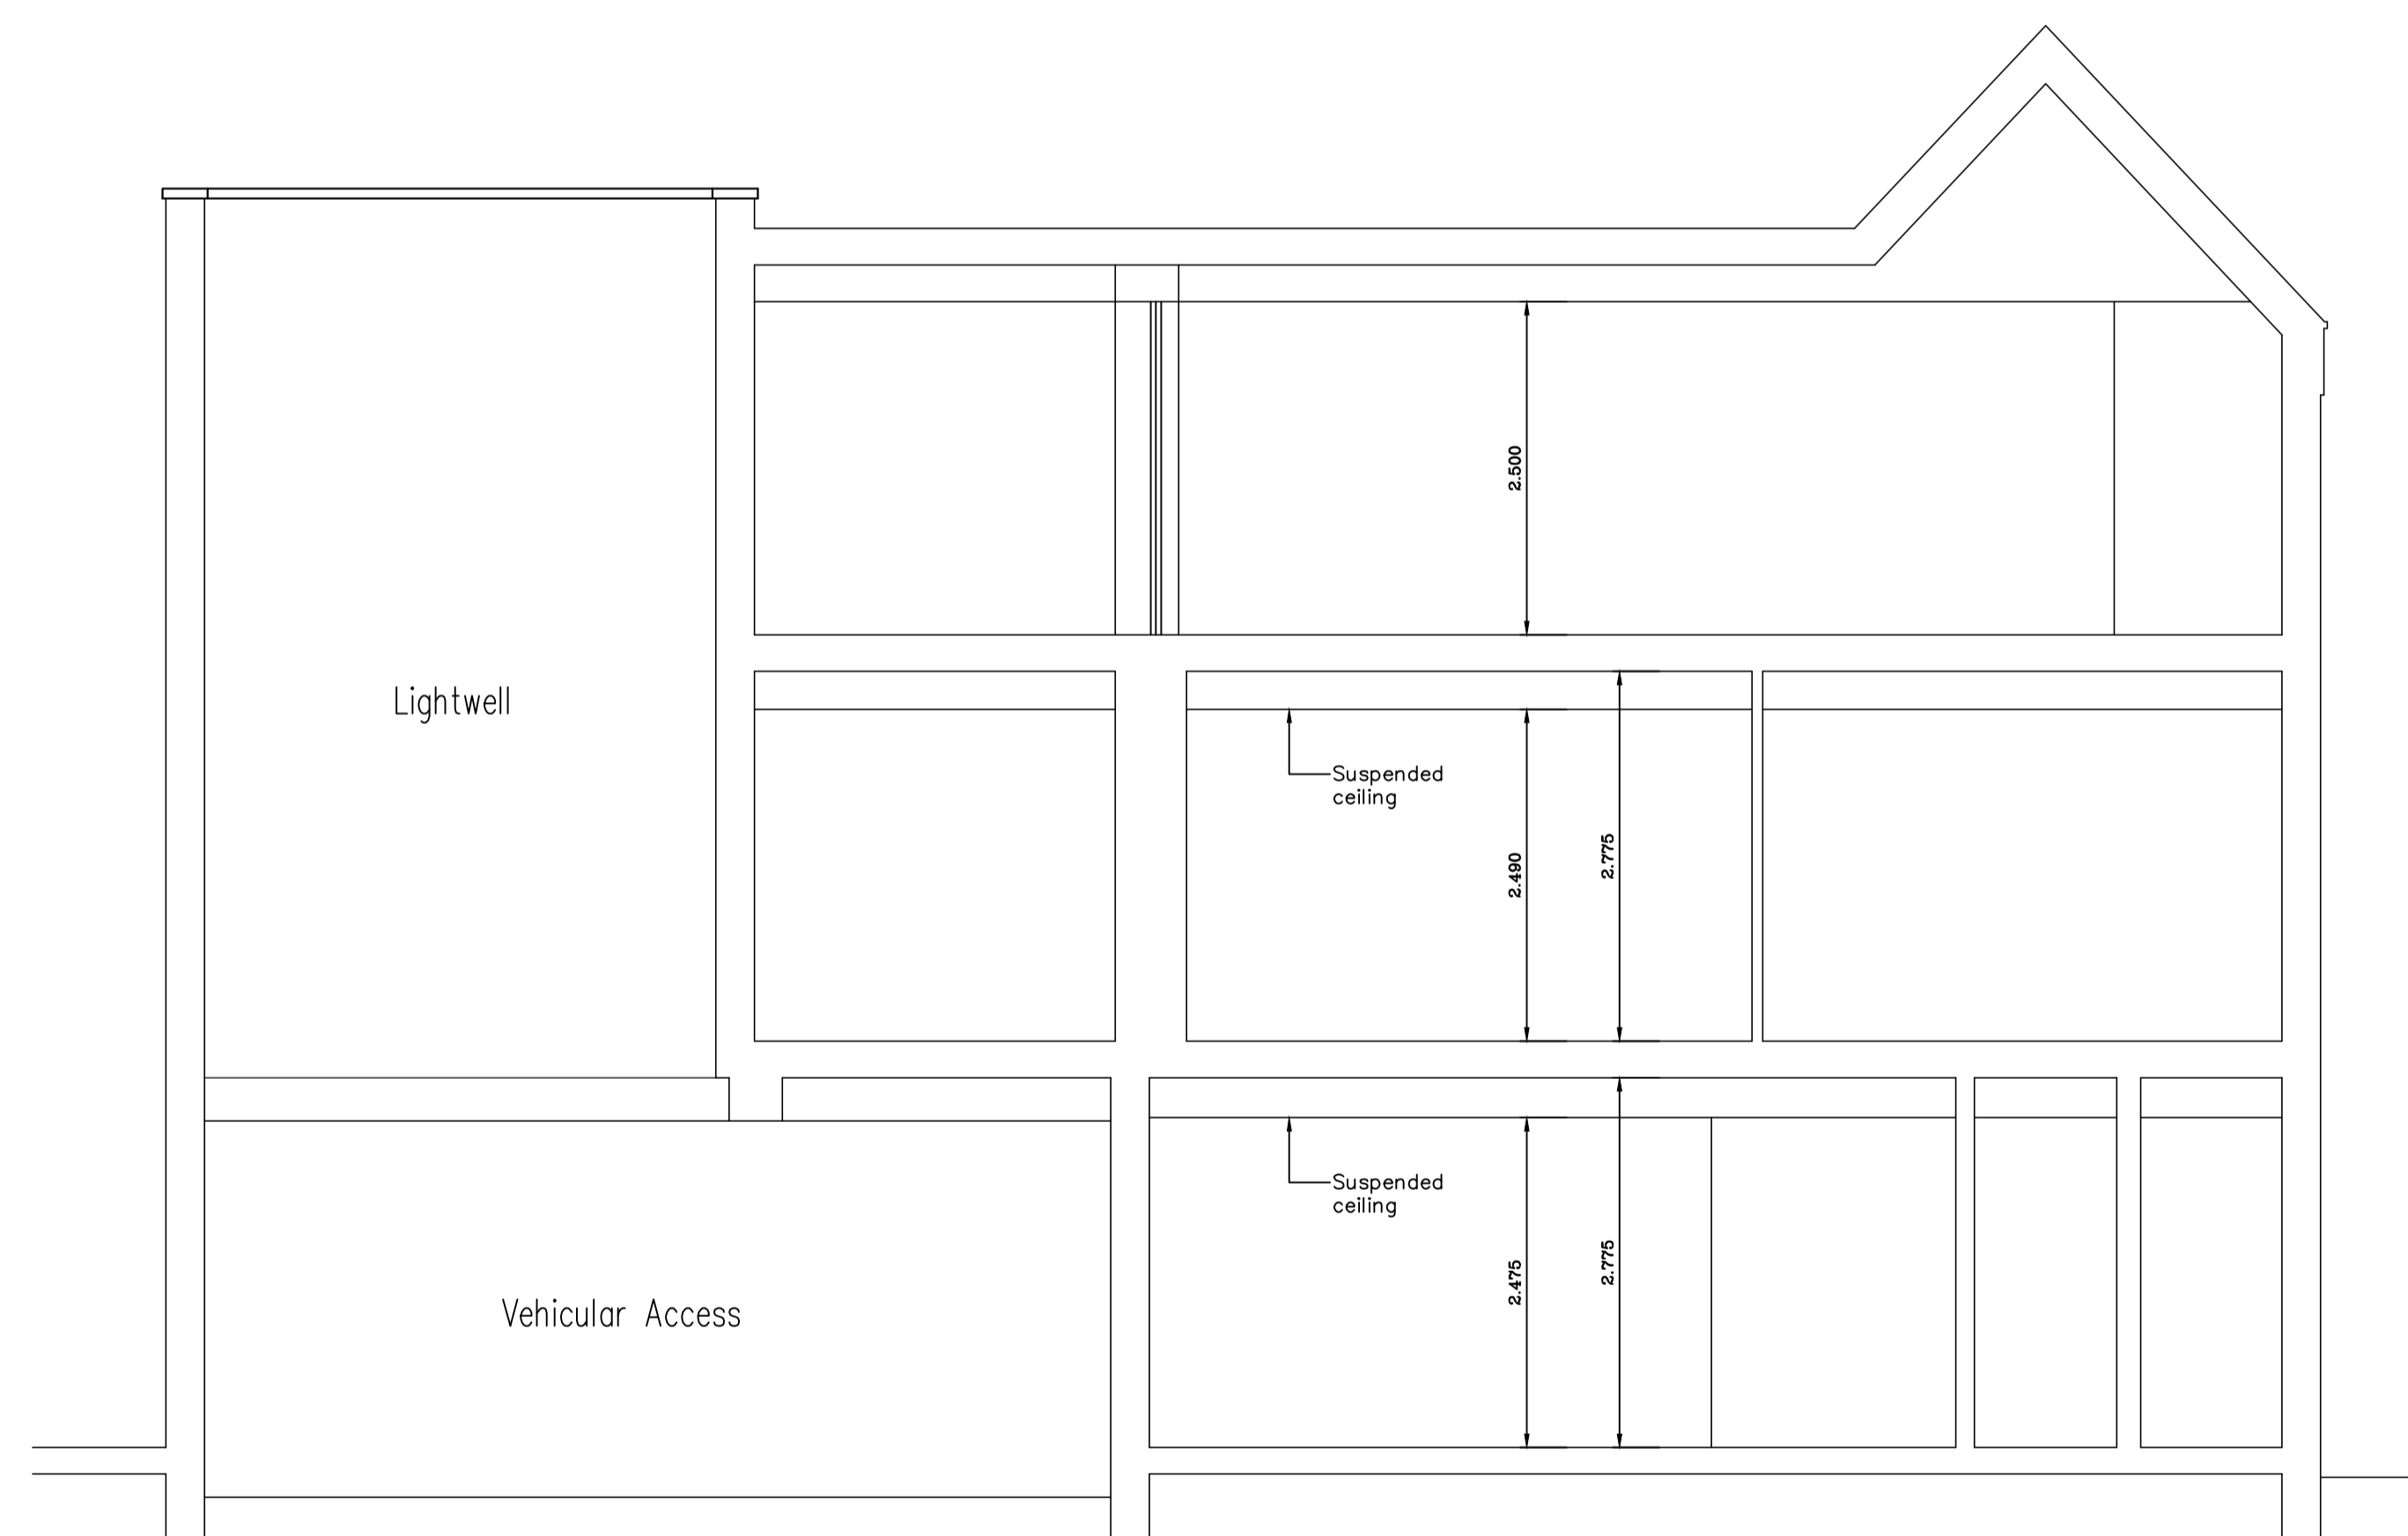 2.500
Lightwell
Suspended
ceiling
2.490
2.775
Suspended
ceiling
2.475
2.775
Vehicular Access